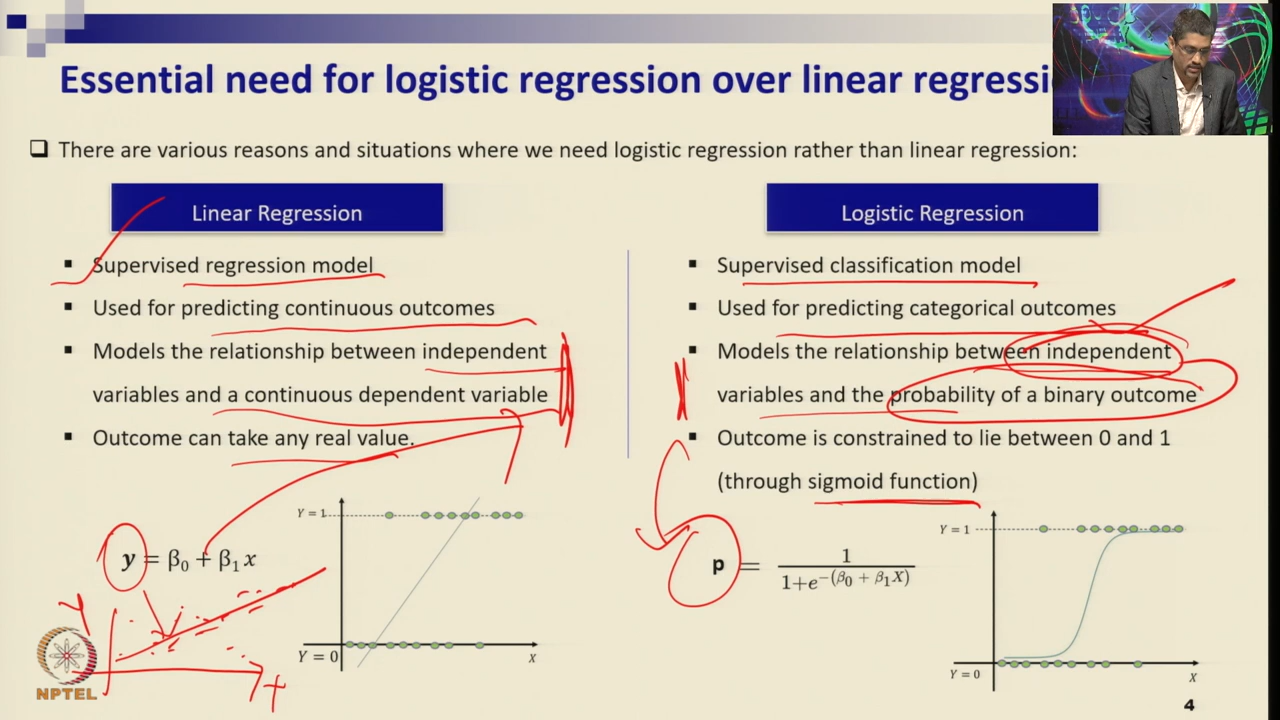 Essential need for logistic regression over linear regressi
❑ There are various reasons and situations where we need logistic regression rather than linear regression:
Linear Regression
▪ Supervised regression model
▪ Used for predicting continuous outcomes
▪ Models the relationship between independent
variables and a continuous dependent variable
▪ Outcome can take any real value.
y = β₀ + β₁x
Y = 1
Y = 0
x
Y
x
Logistic Regression
▪ Supervised classification model
▪ Used for predicting categorical outcomes
▪ Models the relationship between independent
variables and the probability of a binary outcome
▪ Outcome is constrained to lie between 0 and 1
(through sigmoid function)
p = 1 / 1+e^−(β₀ + β₁X)
Y = 1
Y = 0
X
NPTEL
4